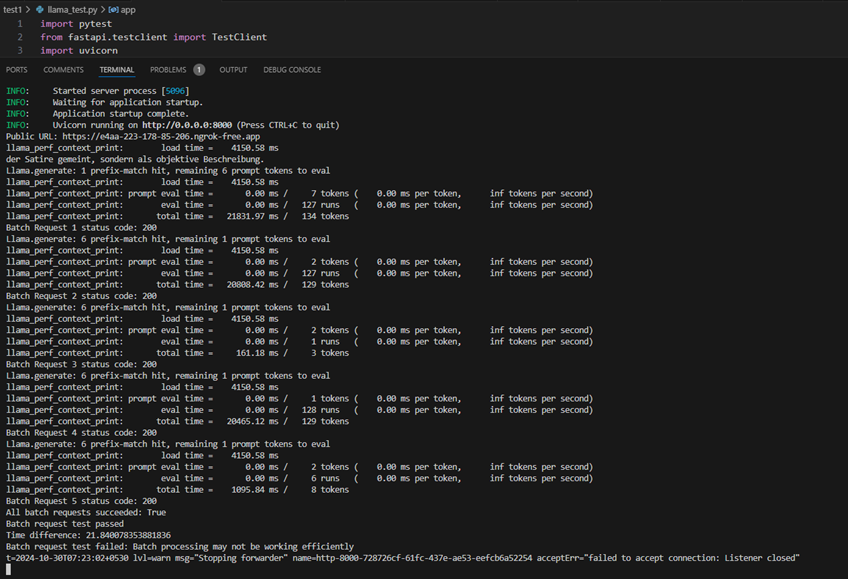 test1 > llama_test.py > app
1 import pytest
2 from fastapi.testclient import TestClient
3 import uvicorn
PORTS COMMENTS TERMINAL PROBLEMS 1 OUTPUT DEBUG CONSOLE
INFO: Started server process [5096]
INFO: Waiting for application startup.
INFO: Application startup complete.
INFO: Uvicorn running on http://0.0.0.0:8000 (Press CTRL+C to quit)
Public URL: https://e4aa-223-178-85-206.ngrok-free.app
llama_perf_context_print: load time = 4150.58 ms
der Satire gemeint, sondern als objektive Beschreibung.
Llama.generate: 1 prefix-match hit, remaining 6 prompt tokens to eval
llama_perf_context_print: load time = 4150.58 ms
llama_perf_context_print: prompt eval time = 0.00 ms / 7 tokens ( 0.00 ms per token, inf tokens per second)
llama_perf_context_print: eval time = 0.00 ms / 127 runs ( 0.00 ms per token, inf tokens per second)
llama_perf_context_print: total time = 21831.97 ms / 134 tokens
Batch Request 1 status code: 200
Llama.generate: 6 prefix-match hit, remaining 1 prompt tokens to eval
llama_perf_context_print: load time = 4150.58 ms
llama_perf_context_print: prompt eval time = 0.00 ms / 2 tokens ( 0.00 ms per token, inf tokens per second)
llama_perf_context_print: eval time = 0.00 ms / 127 runs ( 0.00 ms per token, inf tokens per second)
llama_perf_context_print: total time = 20808.42 ms / 129 tokens
Batch Request 2 status code: 200
Llama.generate: 6 prefix-match hit, remaining 1 prompt tokens to eval
llama_perf_context_print: load time = 4150.58 ms
llama_perf_context_print: prompt eval time = 0.00 ms / 2 tokens ( 0.00 ms per token, inf tokens per second)
llama_perf_context_print: eval time = 0.00 ms / 1 runs ( 0.00 ms per token, inf tokens per second)
llama_perf_context_print: total time = 161.18 ms / 3 tokens
Batch Request 3 status code: 200
Llama.generate: 6 prefix-match hit, remaining 1 prompt tokens to eval
llama_perf_context_print: load time = 4150.58 ms
llama_perf_context_print: prompt eval time = 0.00 ms / 1 tokens ( 0.00 ms per token, inf tokens per second)
llama_perf_context_print: eval time = 0.00 ms / 128 runs ( 0.00 ms per token, inf tokens per second)
llama_perf_context_print: total time = 20465.12 ms / 129 tokens
Batch Request 4 status code: 200
Llama.generate: 6 prefix-match hit, remaining 1 prompt tokens to eval
llama_perf_context_print: load time = 4150.58 ms
llama_perf_context_print: prompt eval time = 0.00 ms / 2 tokens ( 0.00 ms per token, inf tokens per second)
llama_perf_context_print: eval time = 0.00 ms / 6 runs ( 0.00 ms per token, inf tokens per second)
llama_perf_context_print: total time = 1095.84 ms / 8 tokens
Batch Request 5 status code: 200
All batch requests succeeded: True
Batch request test passed
Time difference: 21.840078353881836
Batch request test failed: Batch processing may not be working efficiently
t=2024-10-30T07:23:02+0530 lvl=warn msg="Stopping forwarder" name=http-8000-728726cf-61fc-437e-ae53-eefcb6a52254 acceptErr="failed to accept connection: Listener closed"